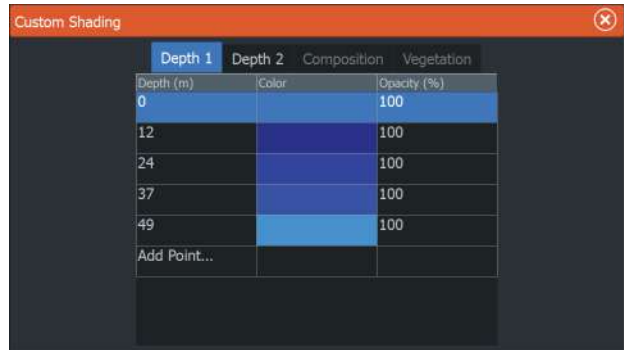 Custom Shading
Depth 1 Depth 2 Composition Vegetation
Depth (m) Color Opacity (%)
0 100
12 100
24 100
37 100
49 100
Add Point...